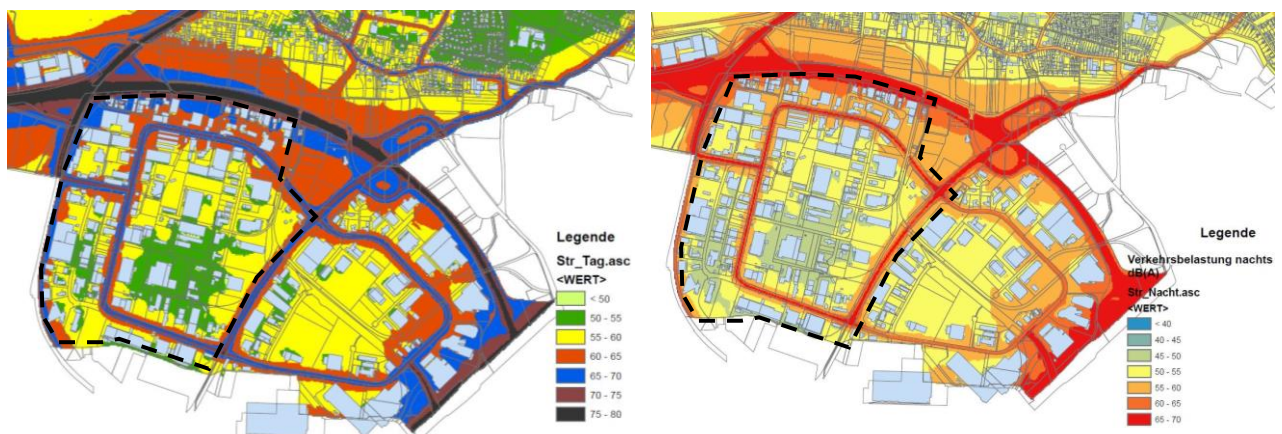 Legende
Str_Tag.asc
<WERT>
< 50
50 - 55
55 - 60
60 - 65
65 - 70
70 - 75
75 - 80
Legende
Verkehrsbelastung nachts
dB(A)
Str_Nacht.asc
<WERT>
< 40
40 - 45
45 - 50
50 - 55
55 - 60
60 - 65
65 - 70